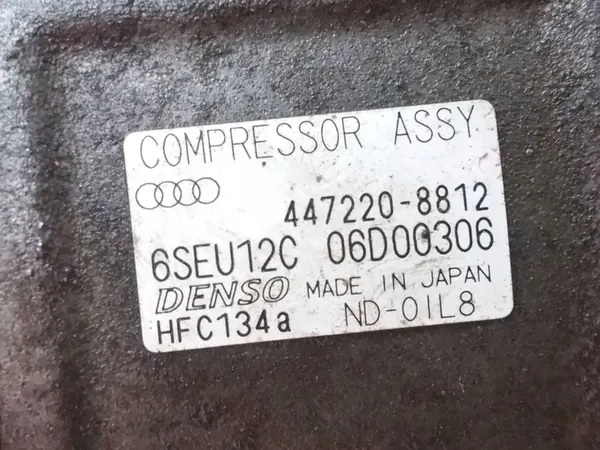 COMPRESSOR ASSY
447220-8812
6SEU12C 06D00306
DENSO MADE IN JAPAN
HFC134a ND-OIL8